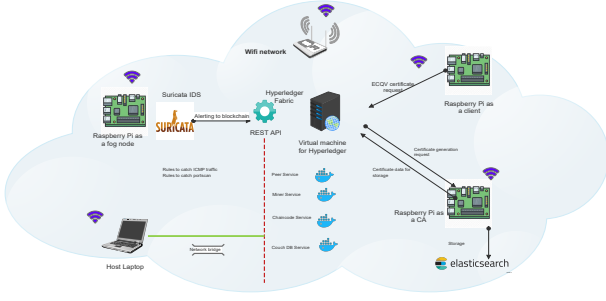 Wifi network
Suricata IDS
Hyperledger
Fabric
ECQV certificate
request
SURICATA
Alerting to blockchain
REST API
Raspberry Pi as
a fog node
Virtual machine
for Hyperledger
Raspberry Pi as
a client
Certificate generation
request
Rules to catch ICMP traffic
Rules to catch portscan
Peer Service
Certificate data for
storage
Miner Service
Chaincode Service
Raspberry Pi as
a CA
Couch DB Service
Network bridge
Storage
Host Laptop
elasticsearch